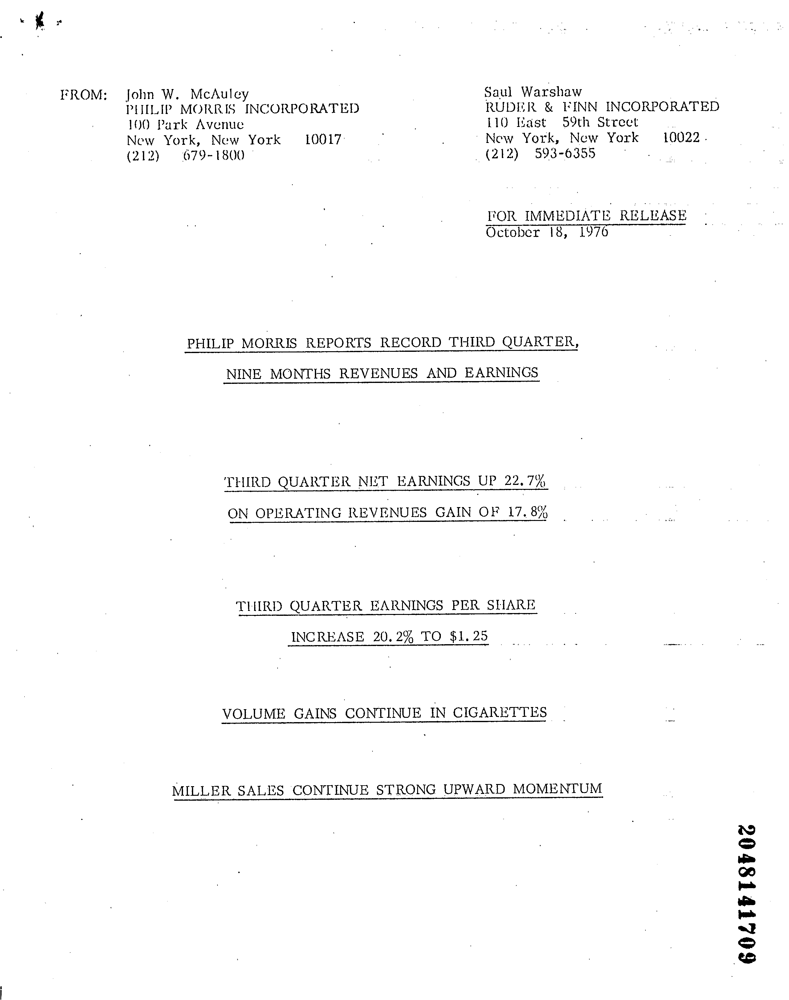 FROM: John W. McAuley
PHILIP MORRIS INCORPORATED
100 Park Avenue
New York, New York 10017
(212) 679-1800
Saul Warshaw
RUDER & FINN INCORPORATED
110 East 59th Street
New York, New York 10022
(212) 593-6355
FOR IMMEDIATE RELEASE
October 18, 1976
PHILIP MORRIS REPORTS RECORD THIRD QUARTER,
NINE MONTHS REVENUES AND EARNINGS
THIRD QUARTER NET EARNINGS UP 22.7%
ON OPERATING REVENUES GAIN OF 17.8%
THIRD QUARTER EARNINGS PER SHARE
INCREASE 20.2% TO $1.25
VOLUME GAINS CONTINUE IN CIGARETTES
MILLER SALES CONTINUE STRONG UPWARD MOMENTUM
2048141709